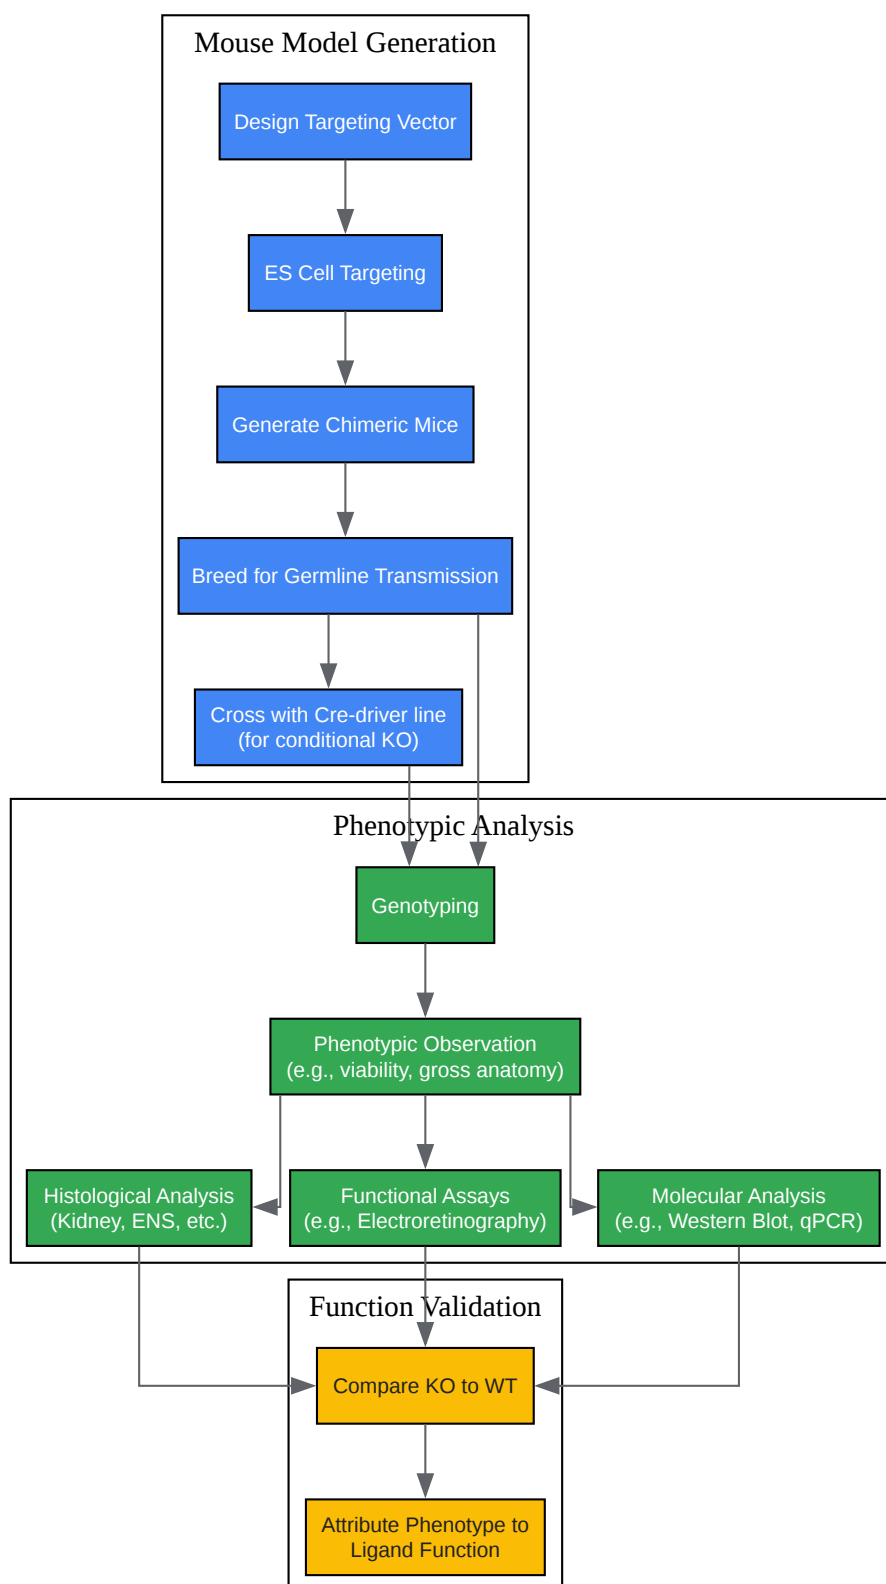 Mouse Model Generation
Design Targeting Vector
ES Cell Targeting
Generate Chimeric Mice
Breed for Germline Transmission
Cross with Cre-driver line
(for conditional KO)
Phenotypic Analysis
Genotyping
Phenotypic Observation
(e.g., viability, gross anatomy)
Histological Analysis
(Kidney, ENS, etc.)
Functional Assays
(e.g., Electroretinography)
Molecular Analysis
(e.g., Western Blot, qPCR)
Function Validation
Compare KO to WT
Attribute Phenotype to
Ligand Function